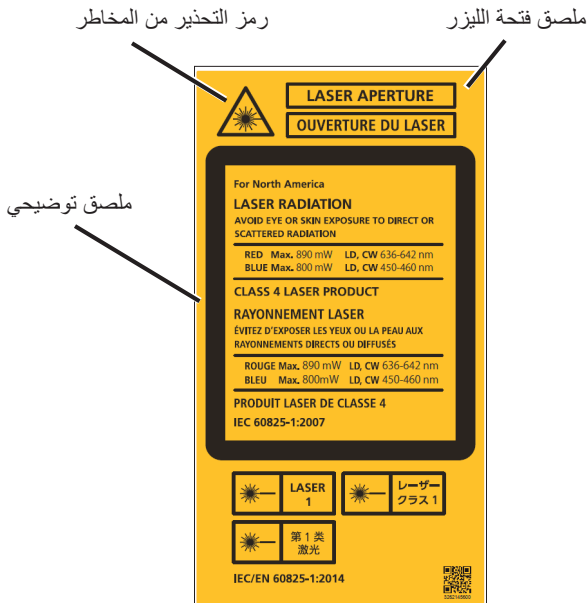 رمز التحذير من المخاطر
ملصق فتحة الليزر
LASER APERTURE
OUVERTURE DU LASER
ملصق توضيحي
For North America
LASER RADIATION
AVOID EYE OR SKIN EXPOSURE TO DIRECT OR
SCATTERED RADIATION
RED Max. 890 mW LD, CW 636-642 nm
BLUE Max. 800 mW LD, CW 450-460 nm
CLASS 4 LASER PRODUCT
RAYONNEMENT LASER
ÉVITEZ D'EXPOSER LES YEUX OU LA PEAU AUX
RAYONNEMENTS DIRECTS OU DIFFUSÉS
ROUGE Max. 890 mW LD, CW 636-642 nm
BLEU Max. 800mW LD, CW 450-460 nm
PRODUIT LASER DE CLASSE 4
IEC 60825-1:2007
LASER
1
レーザー
クラス 1
第 1 类
激光
IEC/EN 60825-1:2014